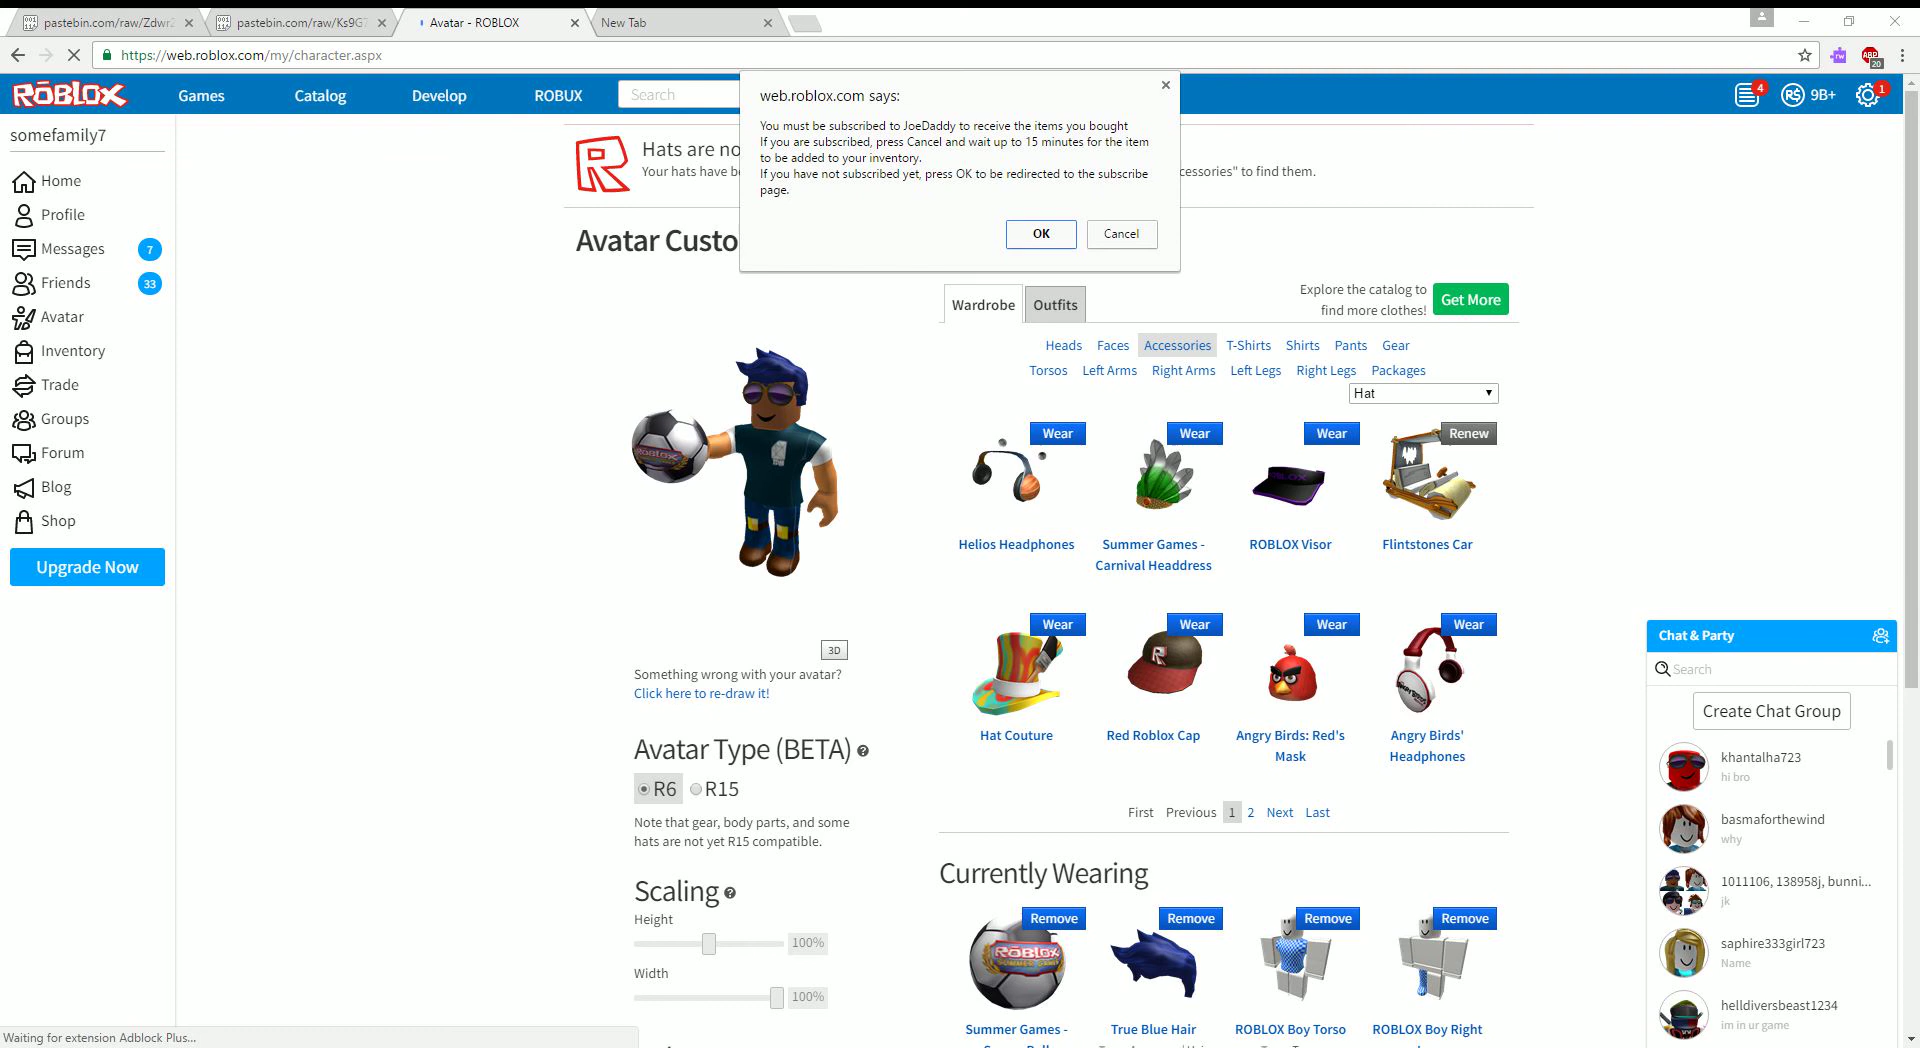 pastebin.com/raw/Zdwr
pastebin.com/raw/Ks9G
Avatar - ROBLOX
New Tab
https://web.roblox.com/my/character.aspx
ABP
20
ROBLOX
Games
Catalog
Develop
ROBUX
Search
4
R$
9B+
1
web.roblox.com says:
You must be subscribed to JoeDaddy to receive the items you bought
If you are subscribed, press Cancel and wait up to 15 minutes for the item
to be added to your inventory.
If you have not subscribed yet, press OK to be redirected to the subscribe
page.
OK
Cancel
somefamily7
Home
Profile
Messages
7
Friends
33
Avatar
Inventory
Trade
Groups
Forum
Blog
Shop
Upgrade Now
Hats are no
Your hats have b
ccessories" to find them.
Avatar Custo
Wardrobe
Outfits
Explore the catalog to
find more clothes!
Get More
Heads Faces Accessories T-Shirts Shirts Pants Gear
Torsos Left Arms Right Arms Left Legs Right Legs Packages
Hat
Wear
Wear
Wear
Renew
Helios Headphones
Summer Games -
Carnival Headdress
ROBLOX Visor
Flintstones Car
Wear
Wear
Wear
Wear
Hat Couture
Red Roblox Cap
Angry Birds: Red's
Mask
Angry Birds'
Headphones
First Previous 1 2 Next Last
3D
Something wrong with your avatar?
Click here to re-draw it!
Avatar Type (BETA)
R6
R15
Note that gear, body parts, and some
hats are not yet R15 compatible.
Scaling
Height
100%
Width
100%
Currently Wearing
Remove
Remove
Remove
Remove
ROBLOX
SUMMER GAMES
Summer Games -
True Blue Hair
ROBLOX Boy Torso
ROBLOX Boy Right
Chat & Party
Search
Create Chat Group
khantalha723
hi bro
basmaforthewind
why
1011106, 138958j, bunni...
jk
saphire333girl723
Name
helldiversbeast1234
im in ur game
Waiting for extension Adblock Plus...